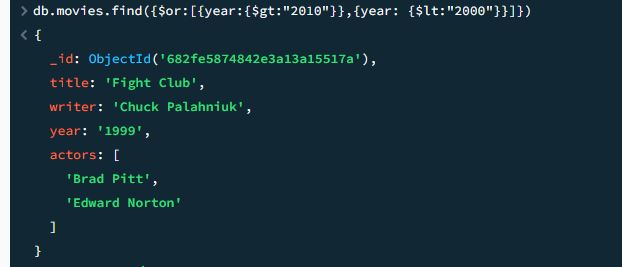 > db.movies.find({$or:[{year:{$gt:"2010"}},{year: {$lt:"2000"}}]})
< {
_id: ObjectId('682fe5874842e3a13a15517a'),
title: 'Fight Club',
writer: 'Chuck Palahniuk',
year: '1999',
actors: [
'Brad Pitt',
'Edward Norton'
]
}